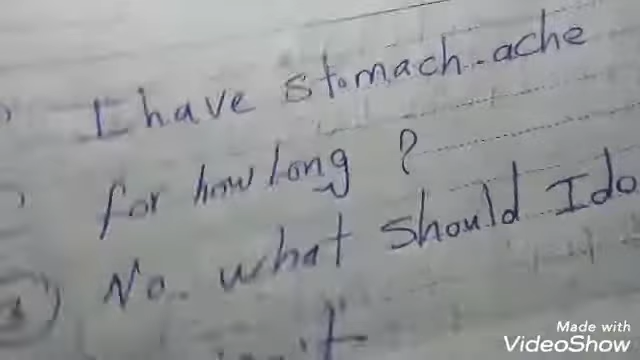 I have stomach-ache
for how long ?
No. what should I do
Made with
VideoShow